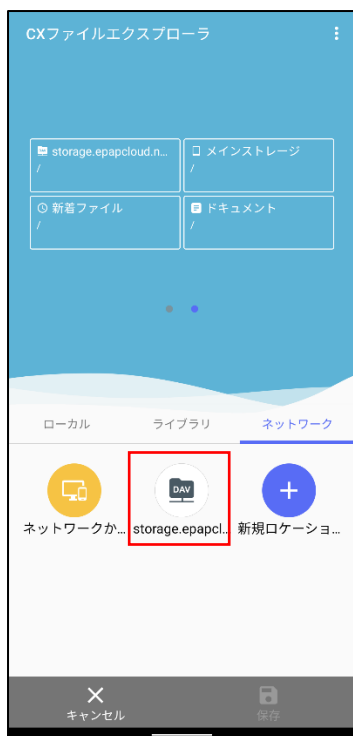 CXファイルエクスプローラ
storage.epapcloud.n...
/
メインストレージ
/
新着ファイル
/
ドキュメント
/
ローカル
ライブラリ
ネットワーク
DAV
ネットワークか...
storage.epapcl...
新規ロケーショ...
キャンセル
保存